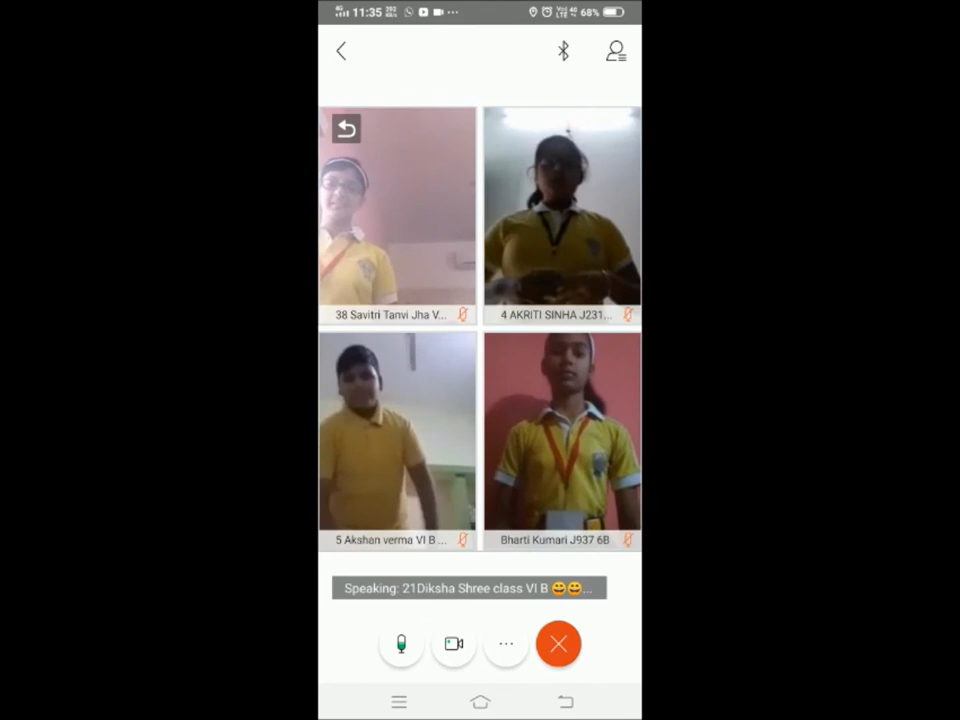 4G 11:35 68%
38 Savitri Tanvi Jha V...
4 AKRITI SINHA J231...
5 Akshan verma VI B ...
Bharti Kumari J937 6B
Speaking: 21Diksha Shree class VI B 😄😄...